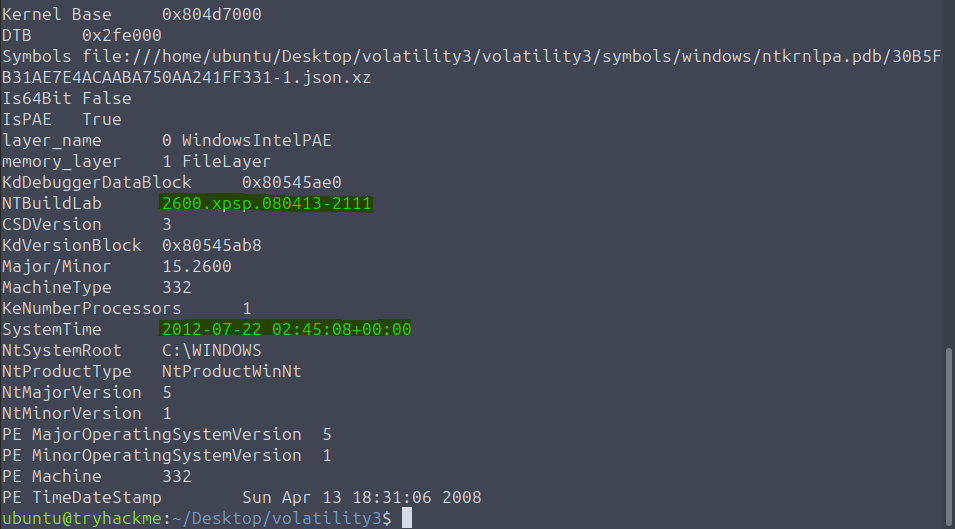 Kernel Base     0x804d7000
DTB     0x2fe000
Symbols file:///home/ubuntu/Desktop/volatility3/volatility3/symbols/windows/ntkrnlpa.pdb/30B5F
B31AE7E4ACAABA750AA241FF331-1.json.xz
Is64Bit False
IsPAE   True
layer_name      0 WindowsIntelPAE
memory_layer    1 FileLayer
KdDebuggerDataBlock     0x80545ae0
NTBuildLab      2600.xpsp.080413-2111
CSDVersion      3
KdVersionBlock  0x80545ab8
Major/Minor     15.2600
MachineType     332
KeNumberProcessors      1
SystemTime      2012-07-22 02:45:08+00:00
NtSystemRoot    C:\WINDOWS
NtProductType   NtProductWinNt
NtMajorVersion  5
NtMinorVersion  1
PE MajorOperatingSystemVersion  5
PE MinorOperatingSystemVersion  1
PE Machine      332
PE TimeDateStamp        Sun Apr 13 18:31:06 2008
ubuntu@tryhackme:~/Desktop/volatility3$